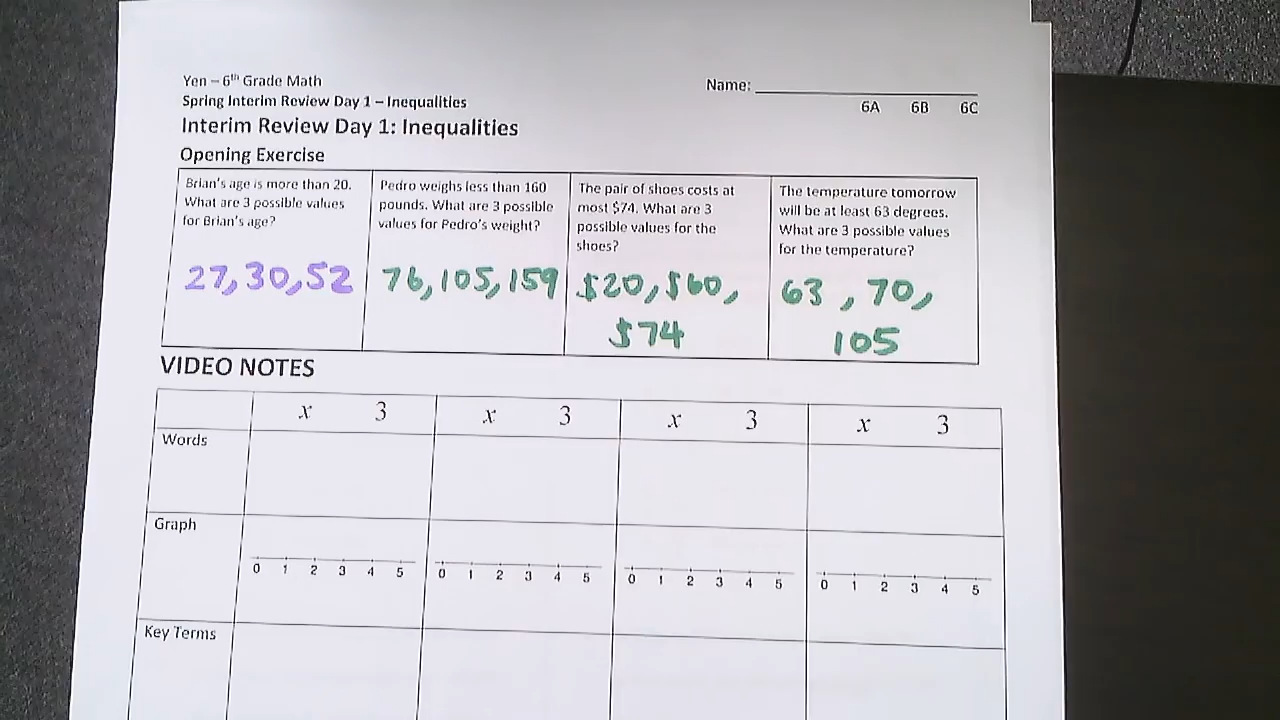 Yen – 6th Grade Math
Name:
Spring Interim Review Day 1 – Inequalities
6A 6B 6C
Interim Review Day 1: Inequalities
Opening Exercise
Brian's age is more than 20.
What are 3 possible values
for Brian's age?
27, 30, 52
Pedro weighs less than 160
pounds. What are 3 possible
values for Pedro's weight?
76, 105, 159
The pair of shoes costs at
most $74. What are 3
possible values for the
shoes?
$20, $60,
$74
The temperature tomorrow
will be at least 63 degrees.
What are 3 possible values
for the temperature?
63, 70,
105
VIDEO NOTES
x 3 x 3 x 3 x 3
Words
Graph
0 1 2 3 4 5 0 1 2 3 4 5 0 1 2 3 4 5 0 1 2 3 4 5
Key Terms